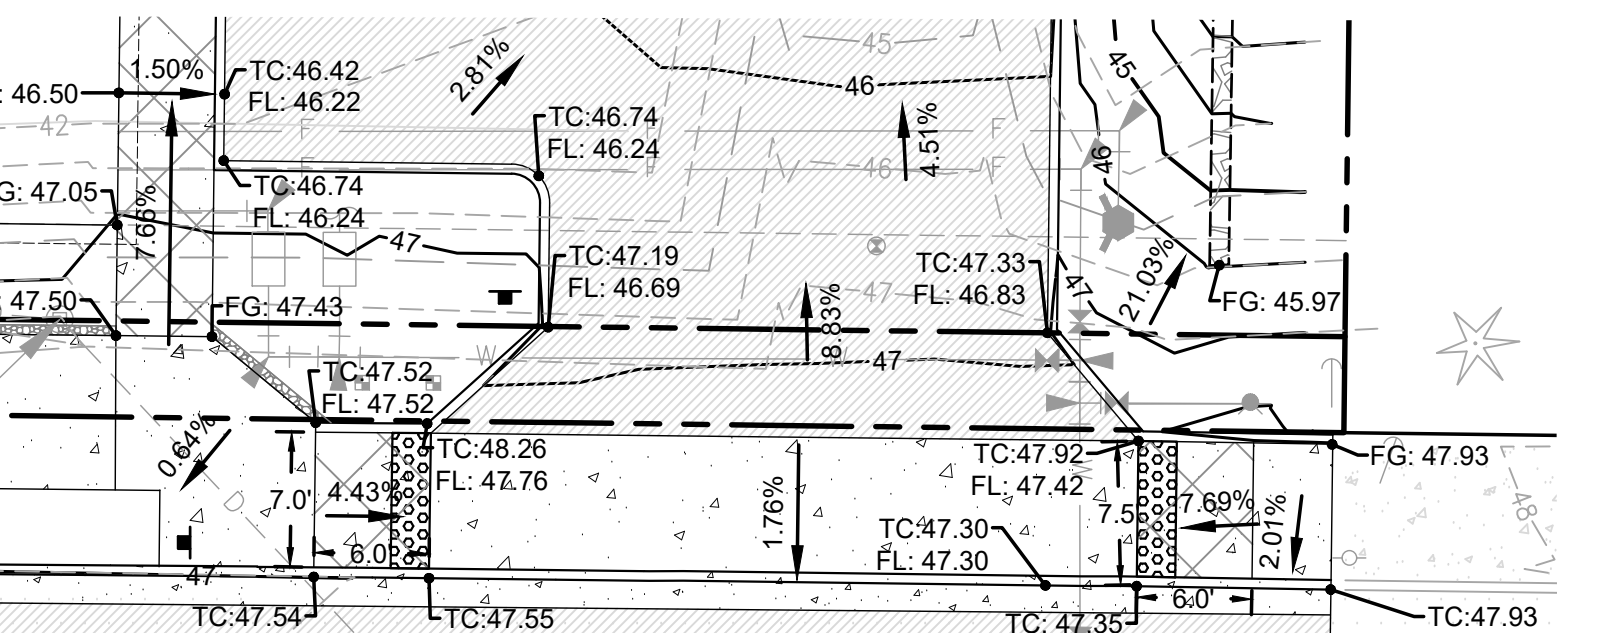 45
1.50%
TC:46.42
FL: 46.22
: 46.50
2.81%
46
45
42
F
F
TC:46.74
FL: 46.24
F
F
4.51%
46
F
F
46
TC:46.74
FL: 46.24
G: 47.05
7.66%
47
TC:47.19
FL: 46.69
TC:47.33
FL: 46.83
47
47
21.03%
FG: 45.97
: 47.50
FG: 47.43
8.83%
W
W
47
TC:47.52
FL: 47.52
0.64%
TC:48.26
FL: 47.76
TC:47.92
FL: 47.42
W
FG: 47.93
7.0'
4.43%
1.76%
7.5
7.69%
2.01%
48
D
6.0'
TC:47.30
FL: 47.30
47
6.0'
TC:47.54
TC:47.55
TC: 47.35
TC:47.93